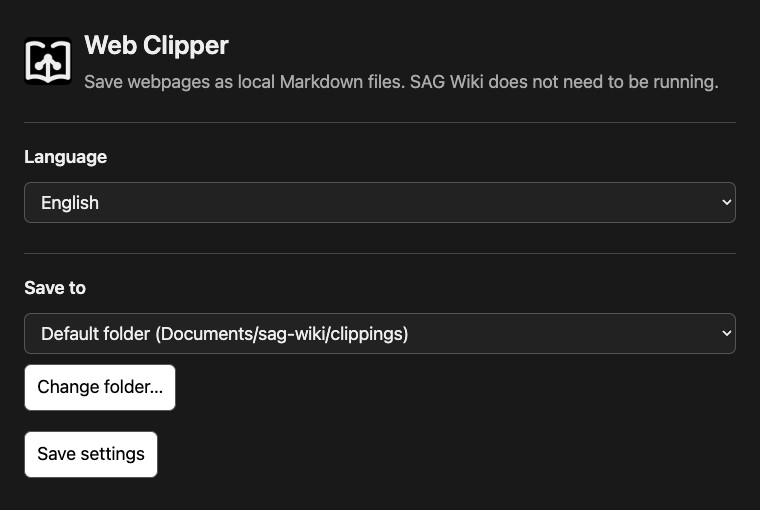 Web Clipper
Save webpages as local Markdown files. SAG Wiki does not need to be running.
Language
English
Save to
Default folder (Documents/sag-wiki/clippings)
Change folder...
Save settings